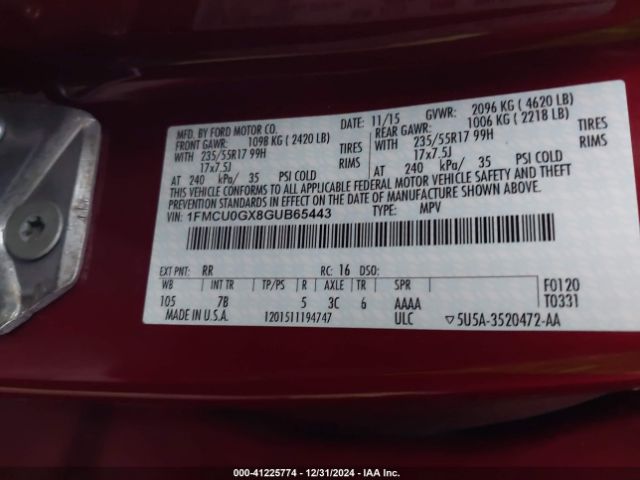 MFD. BY FORD MOTOR CO.
DATE: 11/15 GVWR: 2096 KG ( 4620 LB)
FRONT GAWR: 1098 KG ( 2420 LB) REAR GAWR: 1006 KG ( 2218 LB)
WITH 235/55R17 99H TIRES WITH 235/55R17 99H TIRES
17x7.5J RIMS 17x7.5J RIMS
AT 240 kPa/ 35 PSI COLD AT 240 kPa/ 35 PSI COLD
THIS VEHICLE CONFORMS TO ALL APPLICABLE FEDERAL MOTOR VEHICLE SAFETY AND THEFT
PREVENTION STANDARDS IN EFFECT ON THE DATE OF MANUFACTURE SHOWN ABOVE.
VIN: 1FMCU0GX8GUB65443 TYPE: MPV
EXT PNT: RR RC: 16 DSO:
WB INT TR TP/PS R AXLE TR SPR F0120
105 7B 5 3C 6 AAAA T0331
MADE IN U.S.A. 1201511194747 ULC ▽5U5A-3520472-AA
© COPY - 41225774 - 12/31/2024 - IAA, LLC